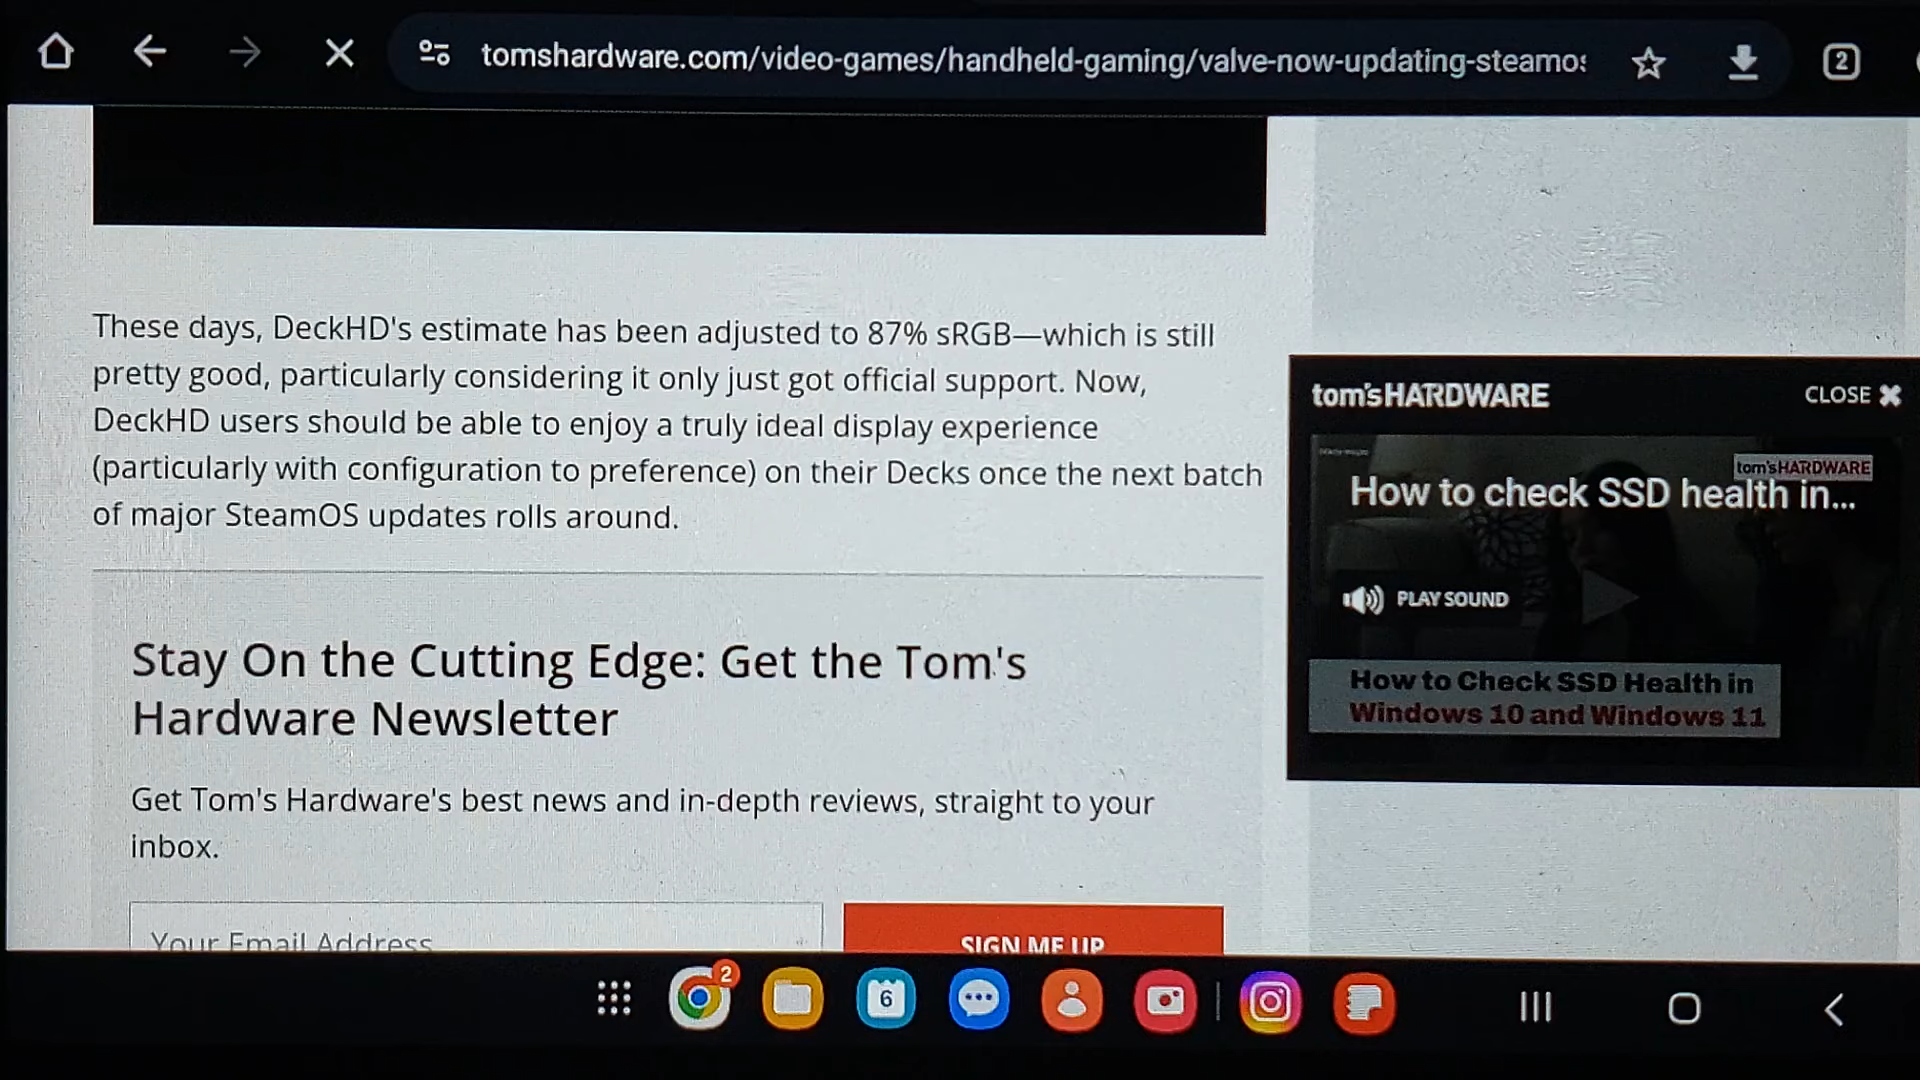 tomshardware.com/video-games/handheld-gaming/valve-now-updating-steamos
2
These days, DeckHD's estimate has been adjusted to 87% sRGB—which is still
pretty good, particularly considering it only just got official support. Now,
DeckHD users should be able to enjoy a truly ideal display experience
(particularly with configuration to preference) on their Decks once the next batch
of major SteamOS updates rolls around.
tom'sHARDWARE
CLOSE
tom'sHARDWARE
How to check SSD health in...
PLAY SOUND
How to Check SSD Health in
Windows 10 and Windows 11
Stay On the Cutting Edge: Get the Tom's
Hardware Newsletter
Get Tom's Hardware's best news and in-depth reviews, straight to your
inbox.
Your Email Address
SIGN ME UP
2
6